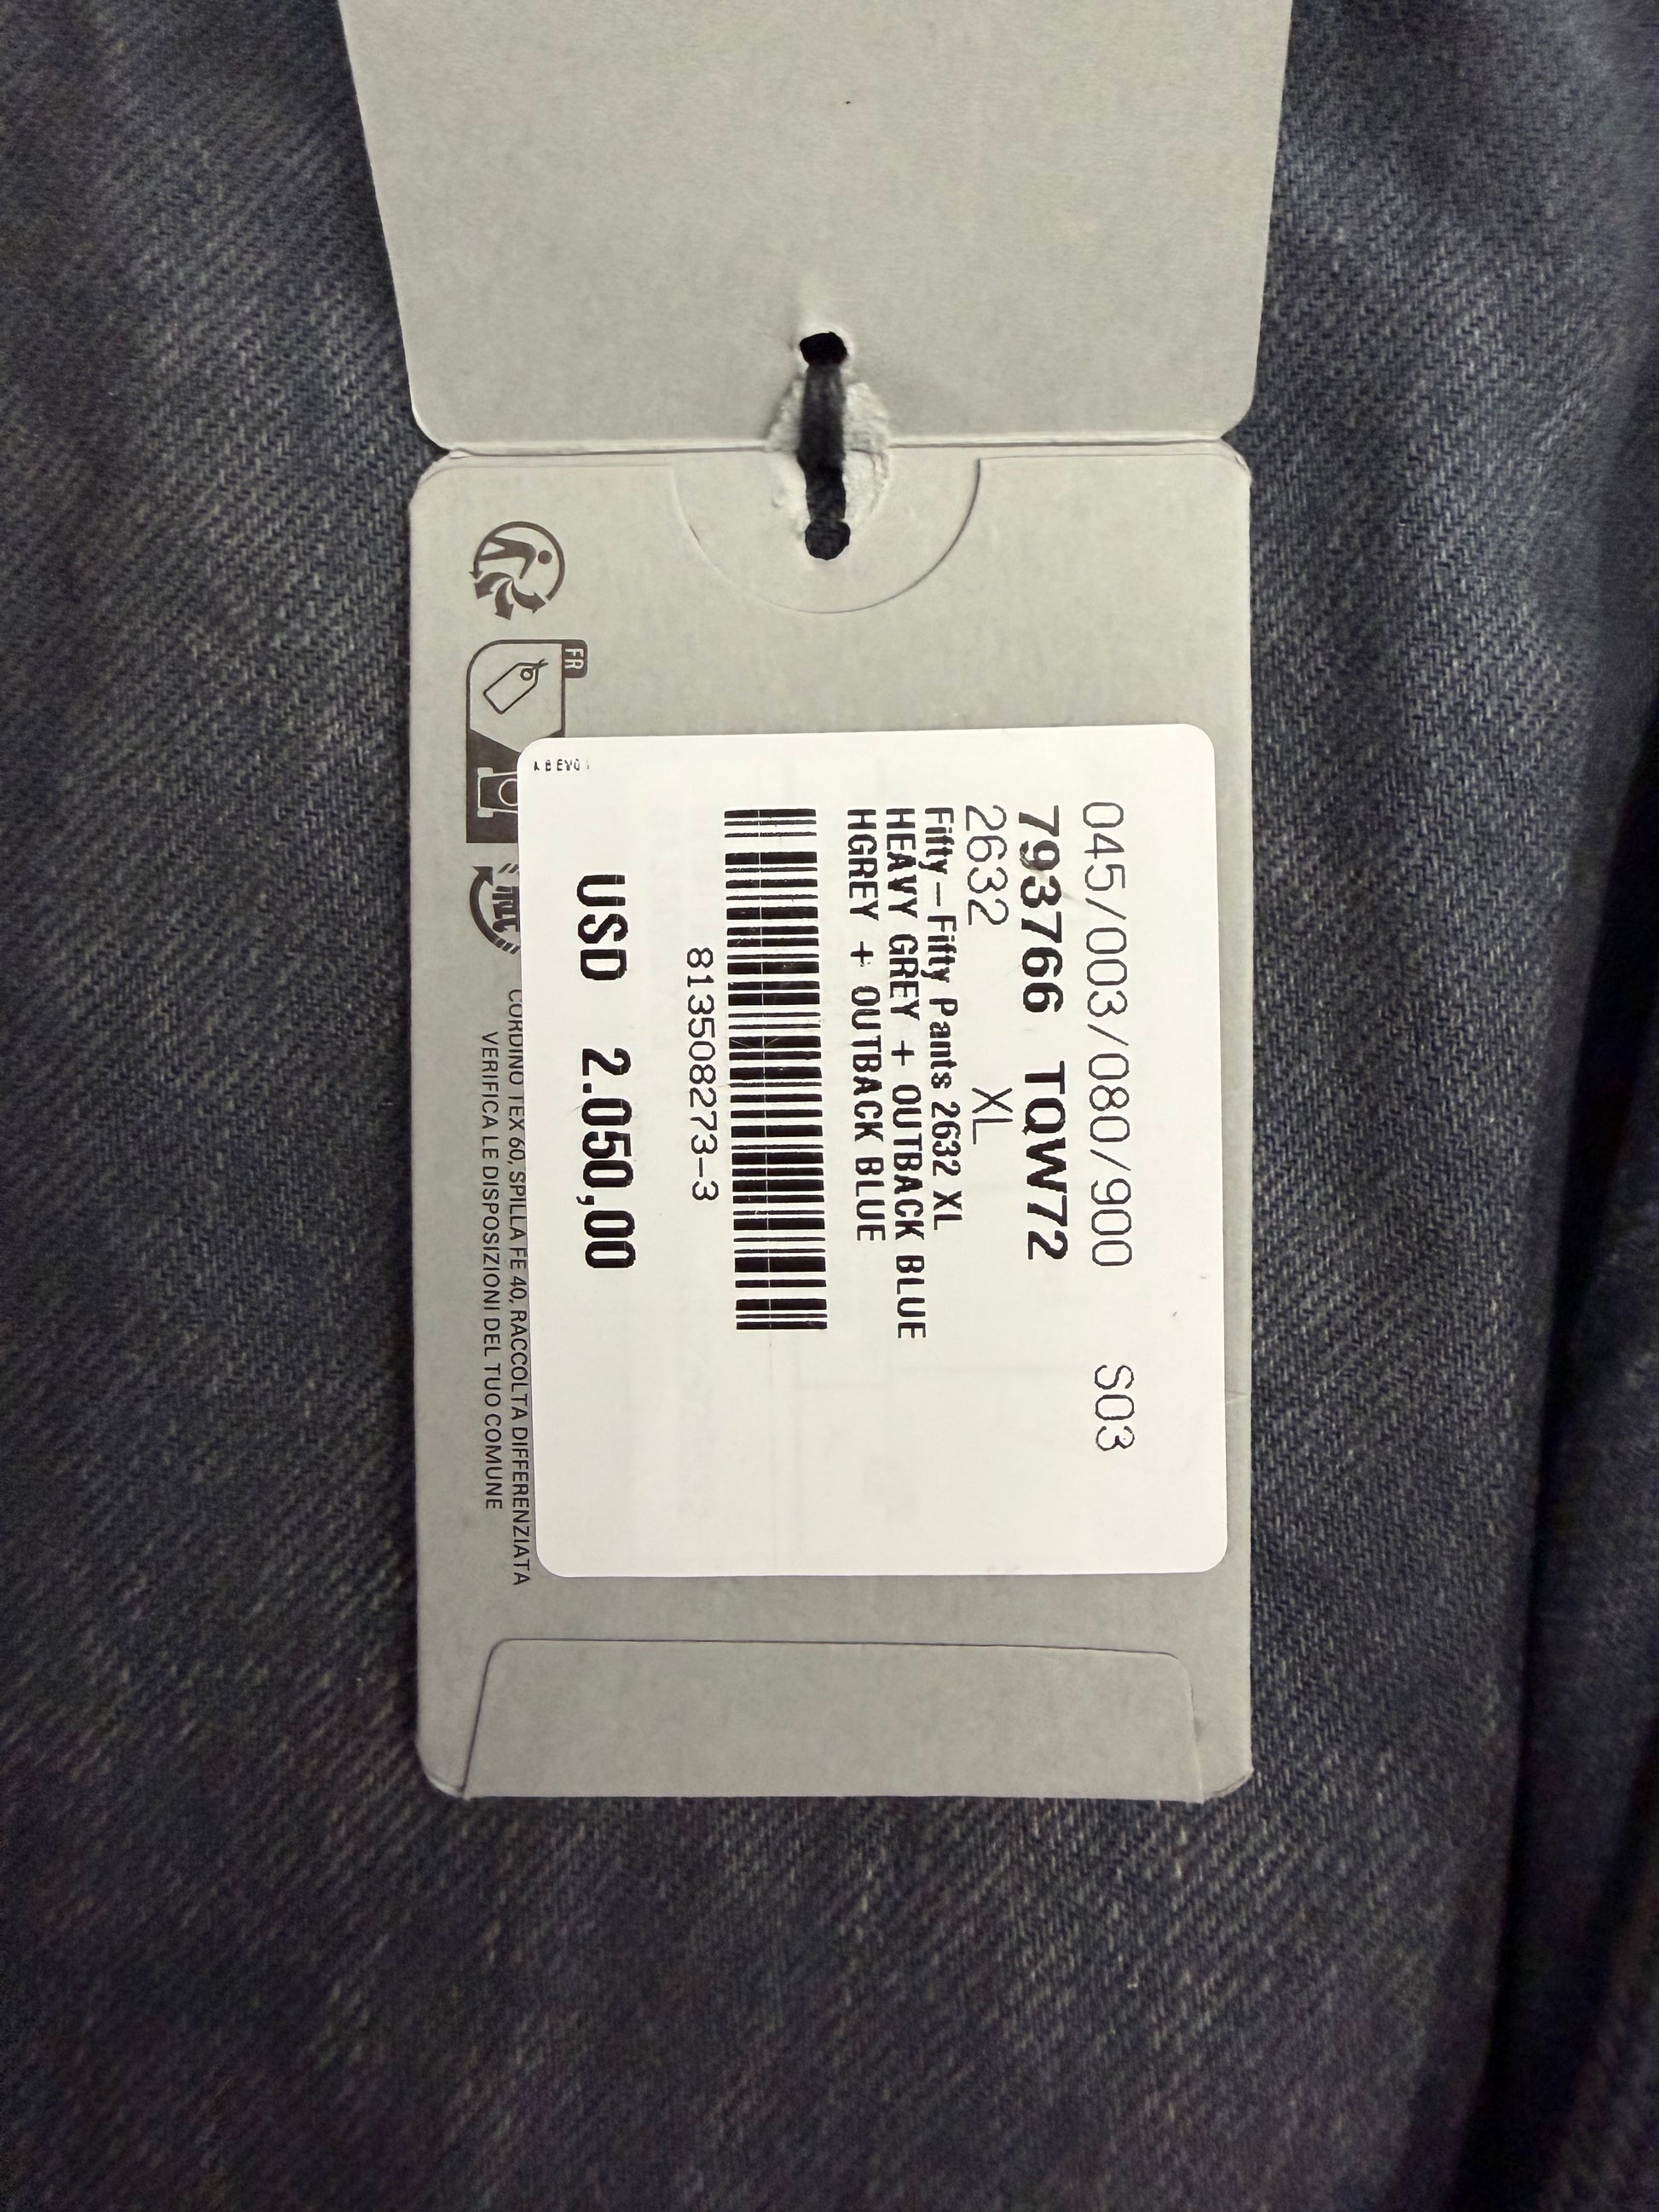 045/003/080/900 S03
793766 TQW72
2632 XL
Fifty-Fifty Pants 2632 XL
HEAVY GREY + OUTBACK BLUE
HGREY + OUTBACK BLUE
813508273-3
USD 2.050,00
FR
CORDINO TEX 60, SPILLA FE 40, RACCOLTA DIFFERENZIATA
VERIFICA LE DISPOSIZIONI DEL TUO COMUNE